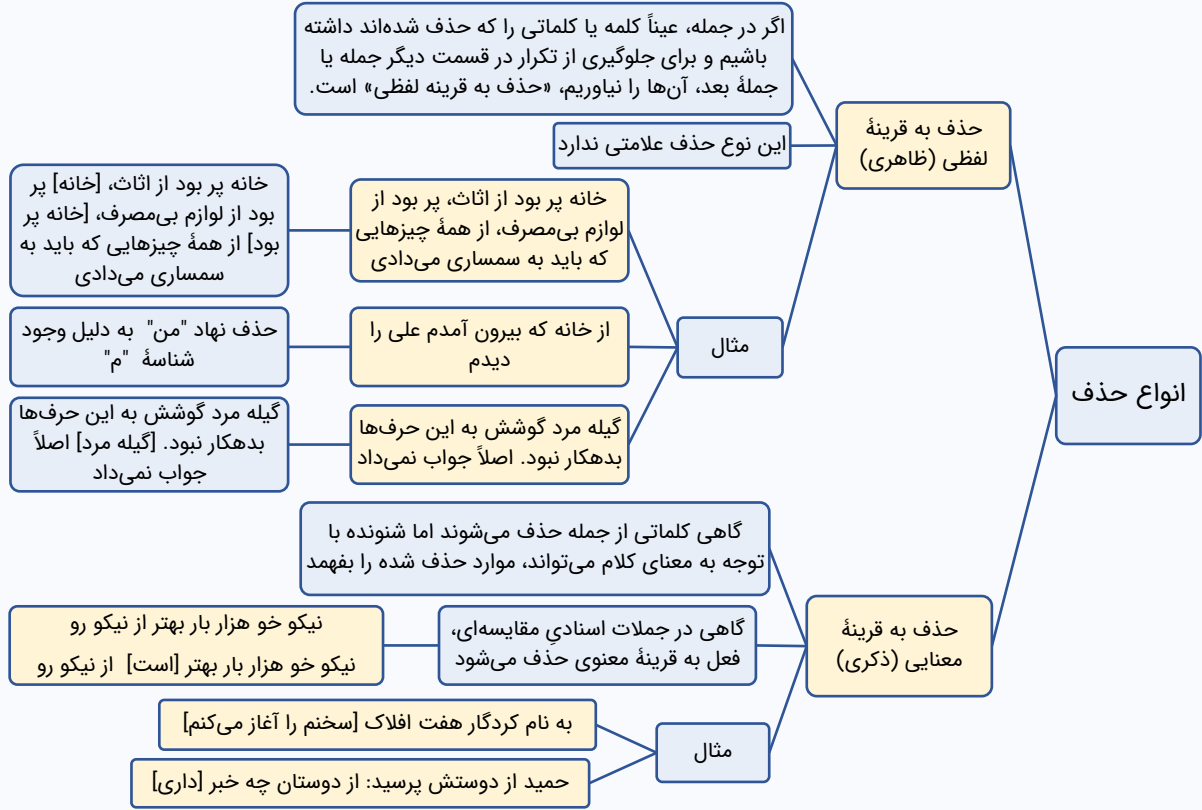 انواع حذف
حذف به قرینهٔ
لفظی (ظاهری)
اگر در جمله، عیناً کلمه یا کلماتی را که حذف شده‌اند داشته
باشیم و برای جلوگیری از تکرار در قسمت دیگر جمله یا
جملهٔ بعد، آن‌ها را نیاوریم، «حذف به قرینه لفظی» است.
این نوع حذف علامتی ندارد
مثال
خانه پر بود از اثاث، پر بود از
لوازم بی‌مصرف، از همهٔ چیزهایی
که باید به سمساری می‌دادی
خانه پر بود از اثاث، [خانه] پر
بود از لوازم بی‌مصرف، [خانه پر
بود] از همهٔ چیزهایی که باید به
سمساری می‌دادی
از خانه که بیرون آمدم علی را
دیدم
حذف نهاد "من" به دلیل وجود
شناسهٔ "م"
گیله مرد گوشش به این حرف‌ها
بدهکار نبود. اصلاً جواب نمی‌داد
گیله مرد گوشش به این حرف‌ها
بدهکار نبود. [گیله مرد] اصلاً
جواب نمی‌داد
حذف به قرینهٔ
معنایی (ذکری)
گاهی کلماتی از جمله حذف می‌شوند اما شنونده با
توجه به معنای کلام می‌تواند، موارد حذف شده را بفهمد
گاهی در جملات اسنادیِ مقایسه‌ای،
فعل به قرینهٔ معنوی حذف می‌شود
نیکو خو هزار بار بهتر از نیکو رو
نیکو خو هزار بار بهتر [است] از نیکو رو
مثال
به نام کردگار هفت افلاک [سخنم را آغاز می‌کنم]
حمید از دوستش پرسید: از دوستان چه خبر [داری]